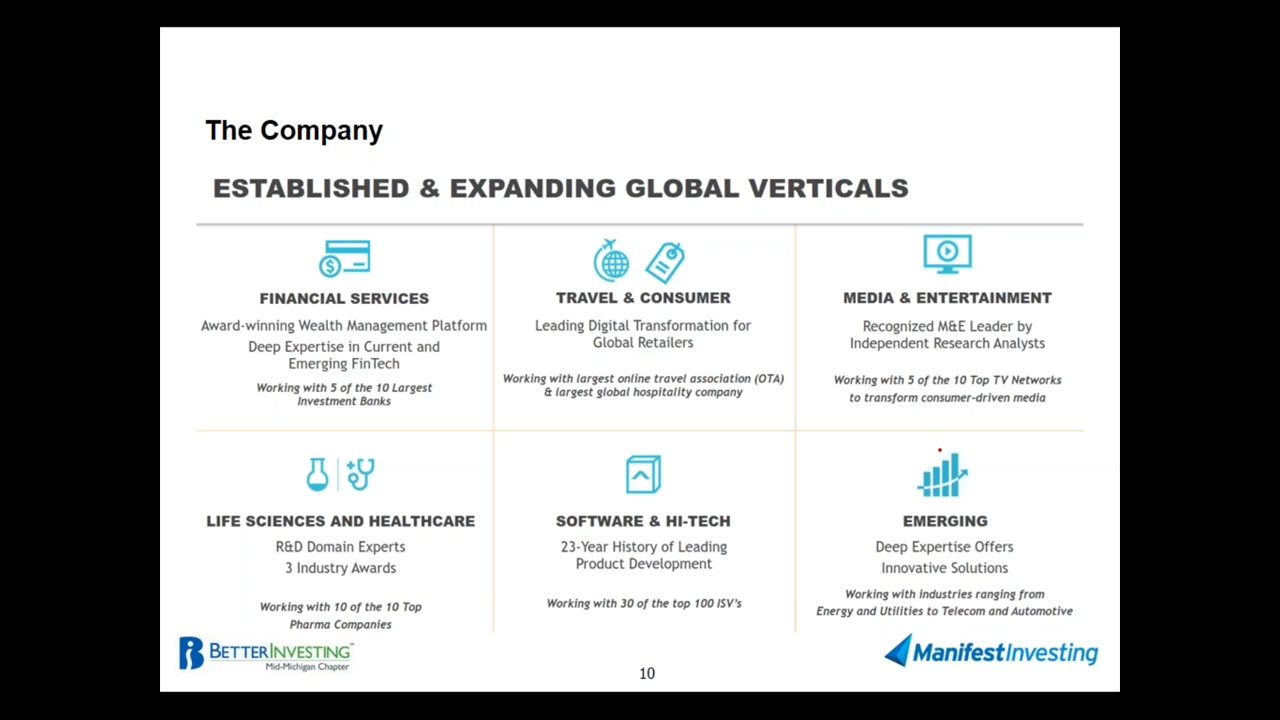 The Company
ESTABLISHED & EXPANDING GLOBAL VERTICALS
$
FINANCIAL SERVICES
Award-winning Wealth Management Platform
Deep Expertise in Current and
Emerging FinTech
Working with 5 of the 10 Largest
Investment Banks
TRAVEL & CONSUMER
Leading Digital Transformation for
Global Retailers
Working with largest online travel association (OTA)
& largest global hospitality company
MEDIA & ENTERTAINMENT
Recognized M&E Leader by
Independent Research Analysts
Working with 5 of the 10 Top TV Networks
to transform consumer-driven media
LIFE SCIENCES AND HEALTHCARE
R&D Domain Experts
3 Industry Awards
Working with 10 of the 10 Top
Pharma Companies
SOFTWARE & HI-TECH
23-Year History of Leading
Product Development
Working with 30 of the top 100 ISV's
EMERGING
Deep Expertise Offers
Innovative Solutions
Working with industries ranging from
Energy and Utilities to Telecom and Automotive
BETTERINVESTING™
Mid-Michigan Chapter
10
ManifestInvesting